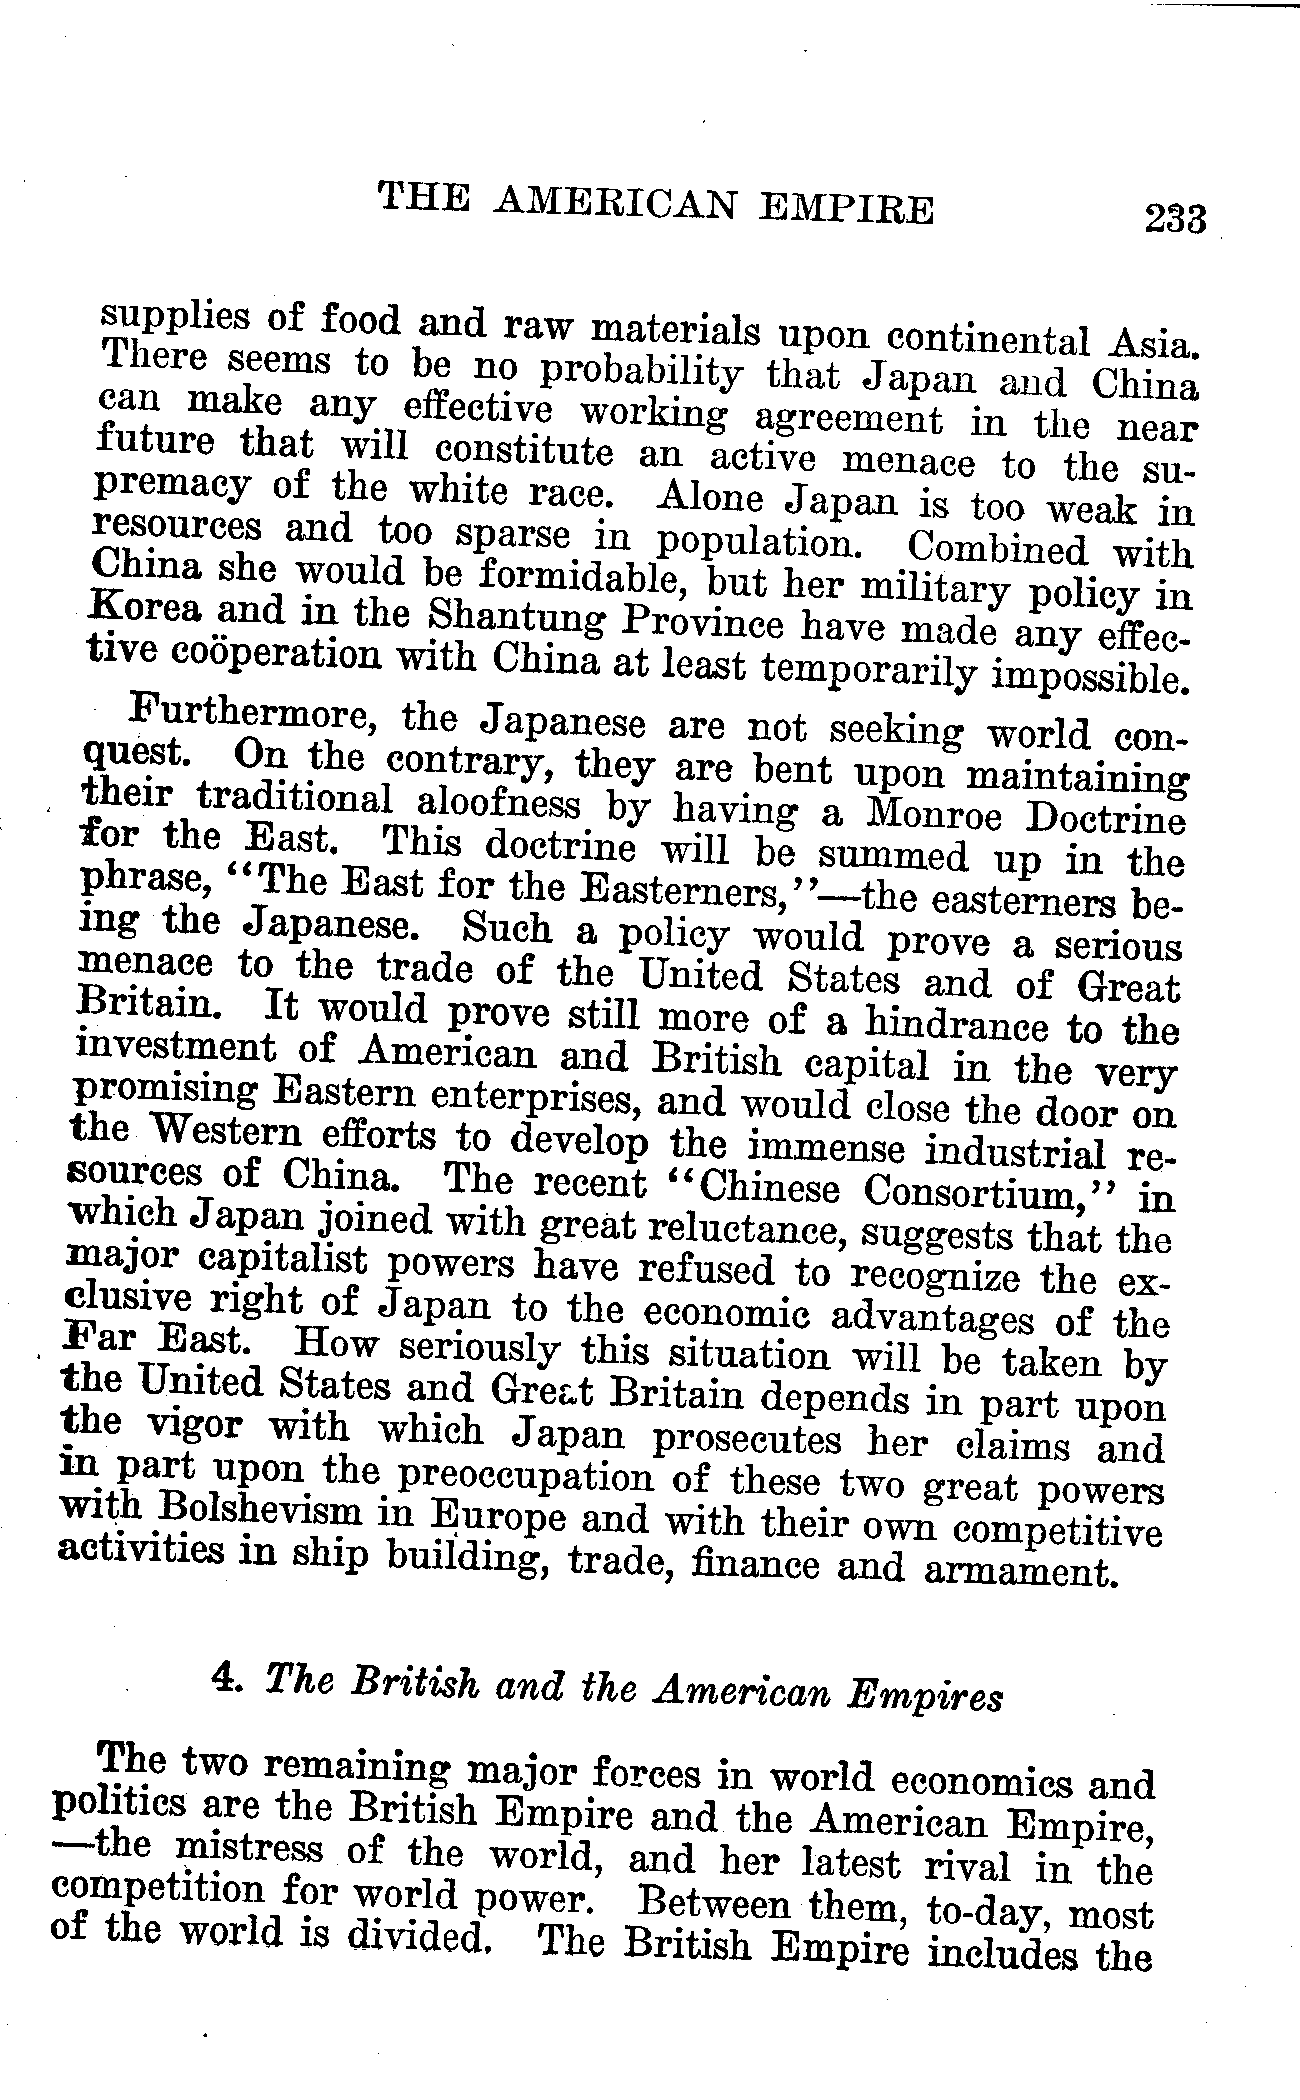 THE AMERICAN EMPIRE 233
supplies of food and raw materials upon continental Asia.
There seems to be no probability that Japan and China
can make any effective working agreement in the near
future that will constitute an active menace to the su-
premacy of the white race. Alone Japan is too weak in
resources and too sparse in population. Combined with
China she would be formidable, but her military policy in
Korea and in the Shantung Province have made any effec-
tive coöperation with China at least temporarily impossible.
Furthermore, the Japanese are not seeking world con-
quest. On the contrary, they are bent upon maintaining
their traditional aloofness by having a Monroe Doctrine
for the East. This doctrine will be summed up in the
phrase, "The East for the Easterners,"—the easterners be-
ing the Japanese. Such a policy would prove a serious
menace to the trade of the United States and of Great
Britain. It would prove still more of a hindrance to the
investment of American and British capital in the very
promising Eastern enterprises, and would close the door on
the Western efforts to develop the immense industrial re-
sources of China. The recent "Chinese Consortium," in
which Japan joined with great reluctance, suggests that the
major capitalist powers have refused to recognize the ex-
clusive right of Japan to the economic advantages of the
Far East. How seriously this situation will be taken by
the United States and Great Britain depends in part upon
the vigor with which Japan prosecutes her claims and
in part upon the preoccupation of these two great powers
with Bolshevism in Europe and with their own competitive
activities in ship building, trade, finance and armament.
4. The British and the American Empires
The two remaining major forces in world economics and
politics are the British Empire and the American Empire,
—the mistress of the world, and her latest rival in the
competition for world power. Between them, to-day, most
of the world is divided. The British Empire includes the